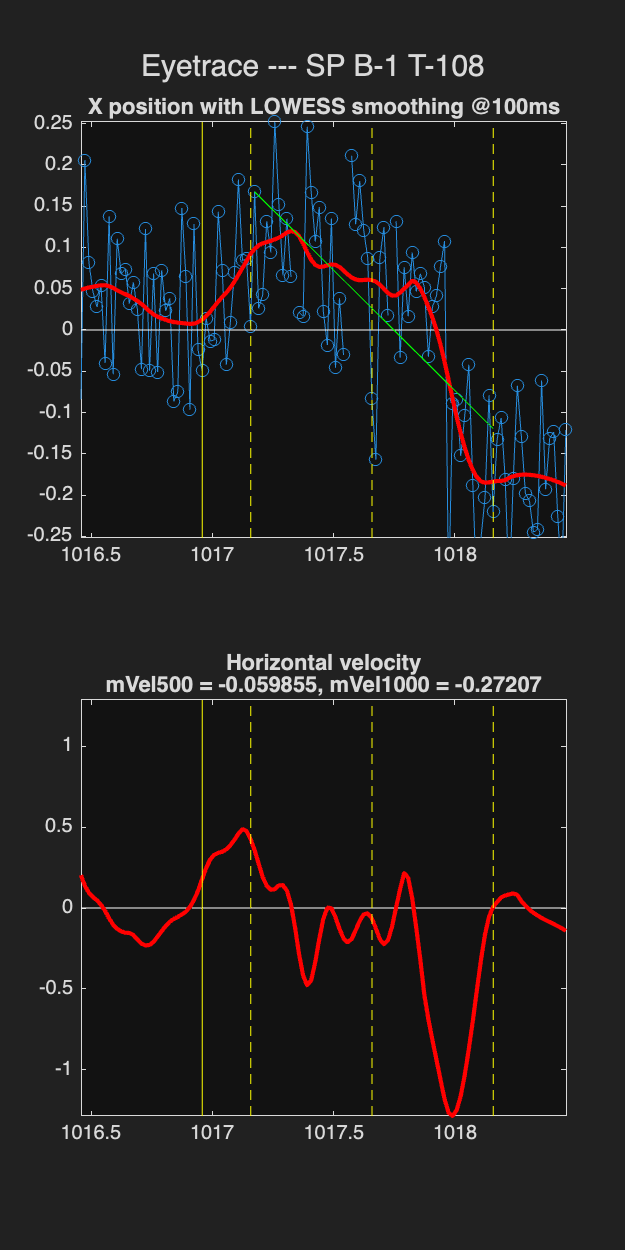 Eyetrace --- SP B-1 T-108
X position with LOWESS smoothing @100ms
0.25
0.2
0.15
0.1
0.05
0
-0.05
-0.1
-0.15
-0.2
-0.25
1016.5 1017 1017.5 1018
Horizontal velocity
mVel500 = -0.059855, mVel1000 = -0.27207
1
0.5
0
-0.5
-1
1016.5 1017 1017.5 1018